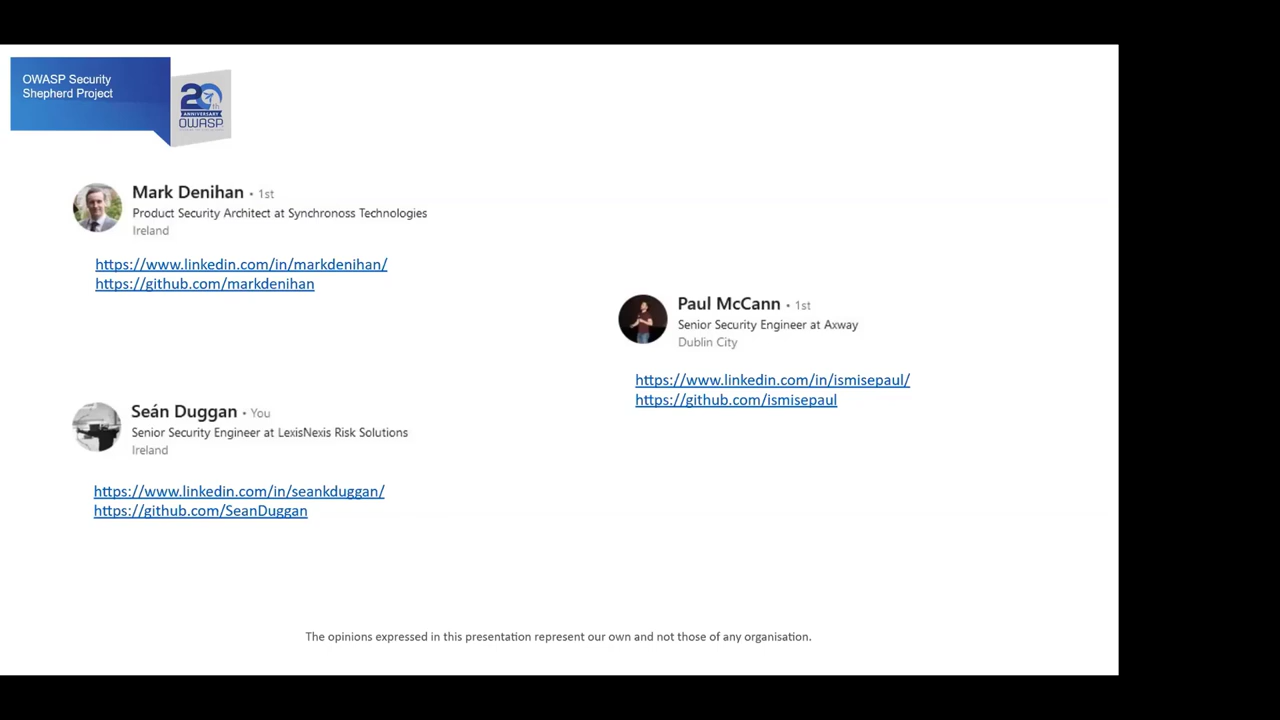 OWASP Security
Shepherd Project
20th
ANNIVERSARY
OWASP
Mark Denihan • 1st
Product Security Architect at Synchronoss Technologies
Ireland
https://www.linkedin.com/in/markdenihan/
https://github.com/markdenihan
Paul McCann • 1st
Senior Security Engineer at Axway
Dublin City
https://www.linkedin.com/in/ismisepaul/
https://github.com/ismisepaul
Seán Duggan • You
Senior Security Engineer at LexisNexis Risk Solutions
Ireland
https://www.linkedin.com/in/seankduggan/
https://github.com/SeanDuggan
The opinions expressed in this presentation represent our own and not those of any organisation.